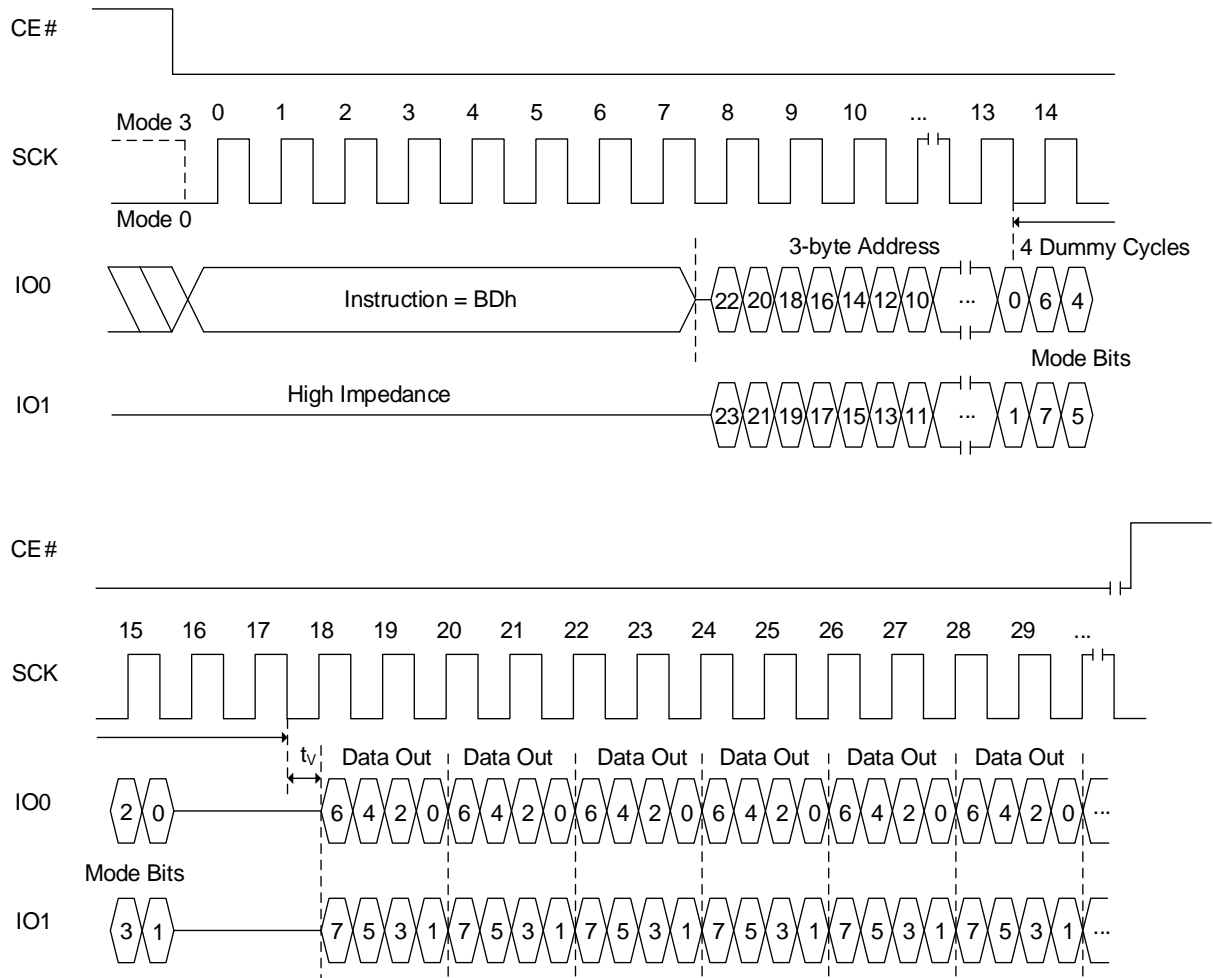 CE#
0 1 2 3 4 5 6 7 8 9 10 ... 13 14
Mode 3
SCK
Mode 0
3-byte Address 4 Dummy Cycles
IO0 Instruction = BDh 22 20 18 16 14 12 10 ... 0 6 4
Mode Bits
High Impedance
IO1 23 21 19 17 15 13 11 ... 1 7 5
CE#
15 16 17 18 19 20 21 22 23 24 25 26 27 28 29 ...
SCK
tV Data Out Data Out Data Out Data Out Data Out Data Out
IO0 2 0 6 4 2 0 6 4 2 0 6 4 2 0 6 4 2 0 6 4 2 0 6 4 2 0 ...
Mode Bits
IO1 3 1 7 5 3 1 7 5 3 1 7 5 3 1 7 5 3 1 7 5 3 1 7 5 3 1 ...